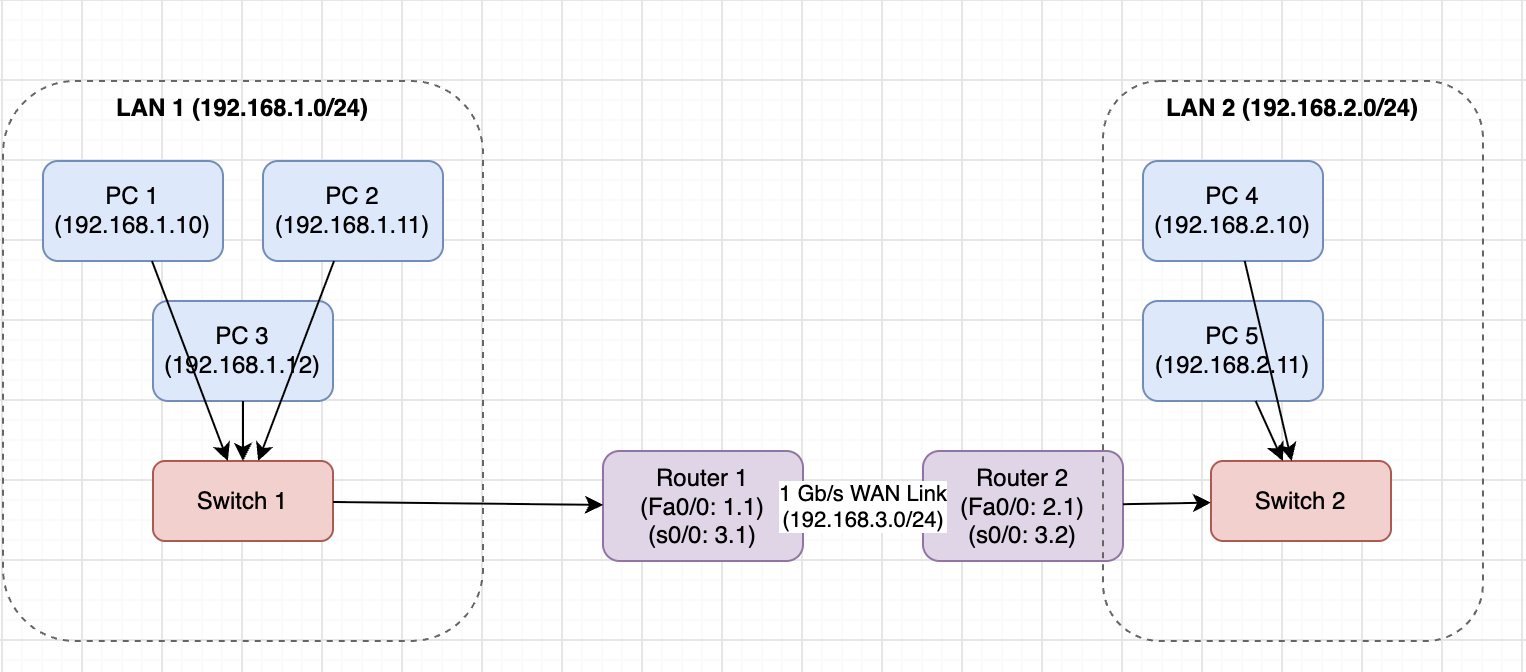 LAN 1 (192.168.1.0/24)
PC 1
(192.168.1.10)
PC 2
(192.168.1.11)
PC 3
(192.168.1.12)
Switch 1
Router 1
(Fa0/0: 1.1)
(s0/0: 3.1)
1 Gb/s WAN Link
(192.168.3.0/24)
Router 2
(Fa0/0: 2.1)
(s0/0: 3.2)
LAN 2 (192.168.2.0/24)
PC 4
(192.168.2.10)
PC 5
(192.168.2.11)
Switch 2